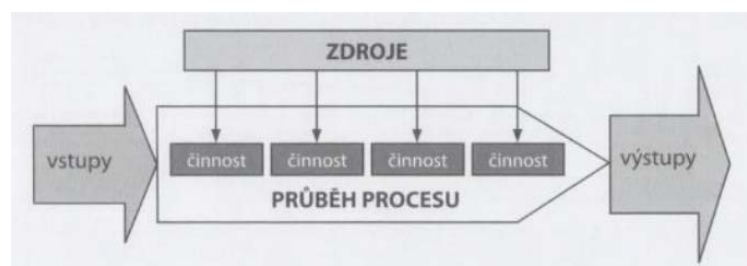 ZDROJE
vstupy
činnost činnost činnost činnost
výstupy
PRŮBĚH PROCESU